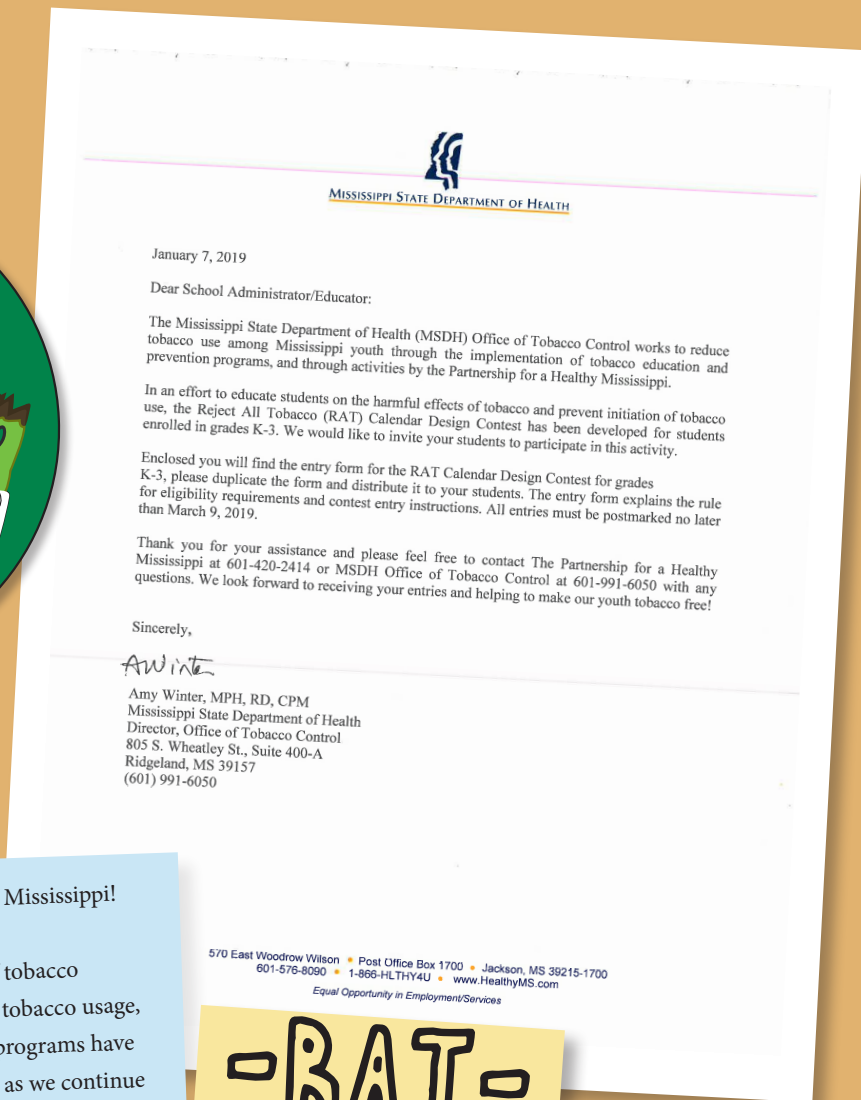 MISSISSIPPI STATE DEPARTMENT OF HEALTH
January 7, 2019
Dear School Administrator/Educator:
The Mississippi State Department of Health (MSDH) Office of Tobacco Control works to reduce
tobacco use among Mississippi youth through the implementation of tobacco education and
prevention programs, and through activities by the Partnership for a Healthy Mississippi.
In an effort to educate students on the harmful effects of tobacco and prevent initiation of tobacco
use, the Reject All Tobacco (RAT) Calendar Design Contest has been developed for students
enrolled in grades K-3. We would like to invite your students to participate in this activity.
Enclosed you will find the entry form for the RAT Calendar Design Contest for grades
K-3, please duplicate the form and distribute it to your students. The entry form explains the rule
for eligibility requirements and contest entry instructions. All entries must be postmarked no later
than March 9, 2019.
Thank you for your assistance and please feel free to contact The Partnership for a Healthy
Mississippi at 601-420-2414 or MSDH Office of Tobacco Control at 601-991-6050 with any
questions. We look forward to receiving your entries and helping to make our youth tobacco free!
Sincerely,
AWinter
Amy Winter, MPH, RD, CPM
Mississippi State Department of Health
Director, Office of Tobacco Control
805 S. Wheatley St., Suite 400-A
Ridgeland, MS 39157
(601) 991-6050
570 East Woodrow Wilson • Post Office Box 1700 • Jackson, MS 39215-1700
601-576-8090 • 1-866-HLTHY4U • www.HealthyMS.com
Equal Opportunity in Employment/Services
Mississippi!
tobacco
tobacco usage,
programs have
as we continue
-RAT-